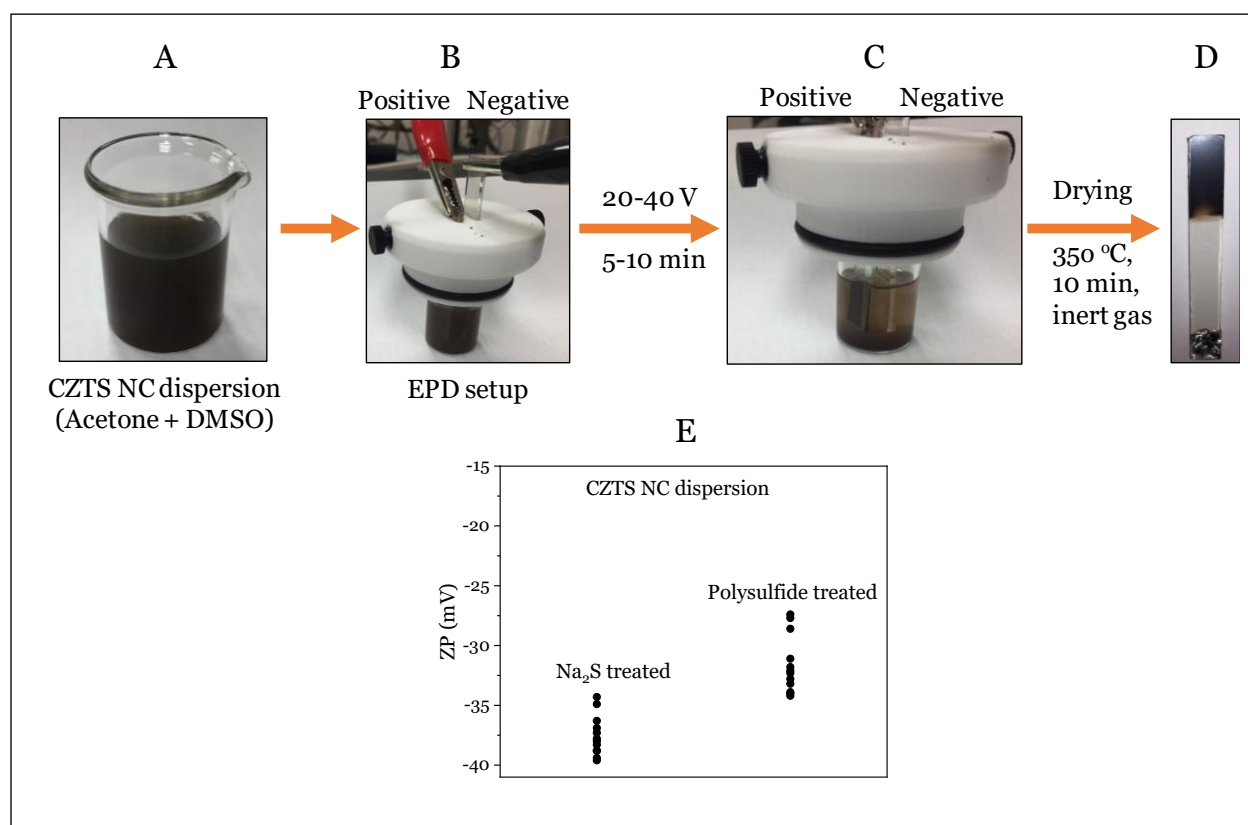 A
B
C
D
Positive Negative
Positive Negative
20-40 V
5-10 min
Drying
350 ⁰C,
10 min,
inert gas
CZTS NC dispersion
(Acetone + DMSO)
EPD setup
E
CZTS NC dispersion
Polysulfide treated
Na₂S treated
ZP (mV)
-15
-20
-25
-30
-35
-40